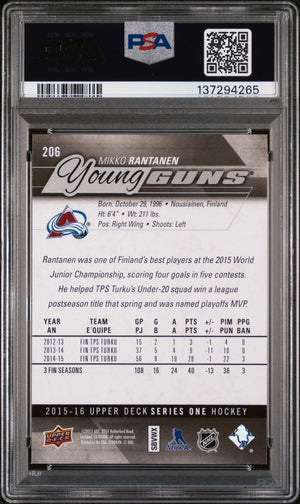 PSA
137294265
206
MIKKO RANTANEN
Young GUNS
Born: October 29, 1996 • Nousiainen, Finland
Ht: 6'4" • Wt: 211 lbs.
Pos: Right Wing • Shoots: Left
Rantanen was one of Finland's best players at the 2015 World
Junior Championship, scoring four goals in five contests.
He helped TPS Turku's Under-20 squad win a league
postseason title that spring and was named playoffs MVP.
YEAR TEAM GP G A PTS +/- PIM PPG
AN E'QUIPE PJ B A PTS +/- PUN BAN
2012-13 FIN TPS TURKU 15 2 1 3 -1 4 0
2013-14 FIN TPS TURKU 37 5 4 9 -11 10 0
2014-15 FIN TPS TURKU 56 9 19 28 -1 22 3
3 FIN SEASONS 108 16 24 40 -13 36 3
2015-16 UPPER DECK SERIES ONE HOCKEY
UPPER DECK
SBVWX
NHLPA
NHL